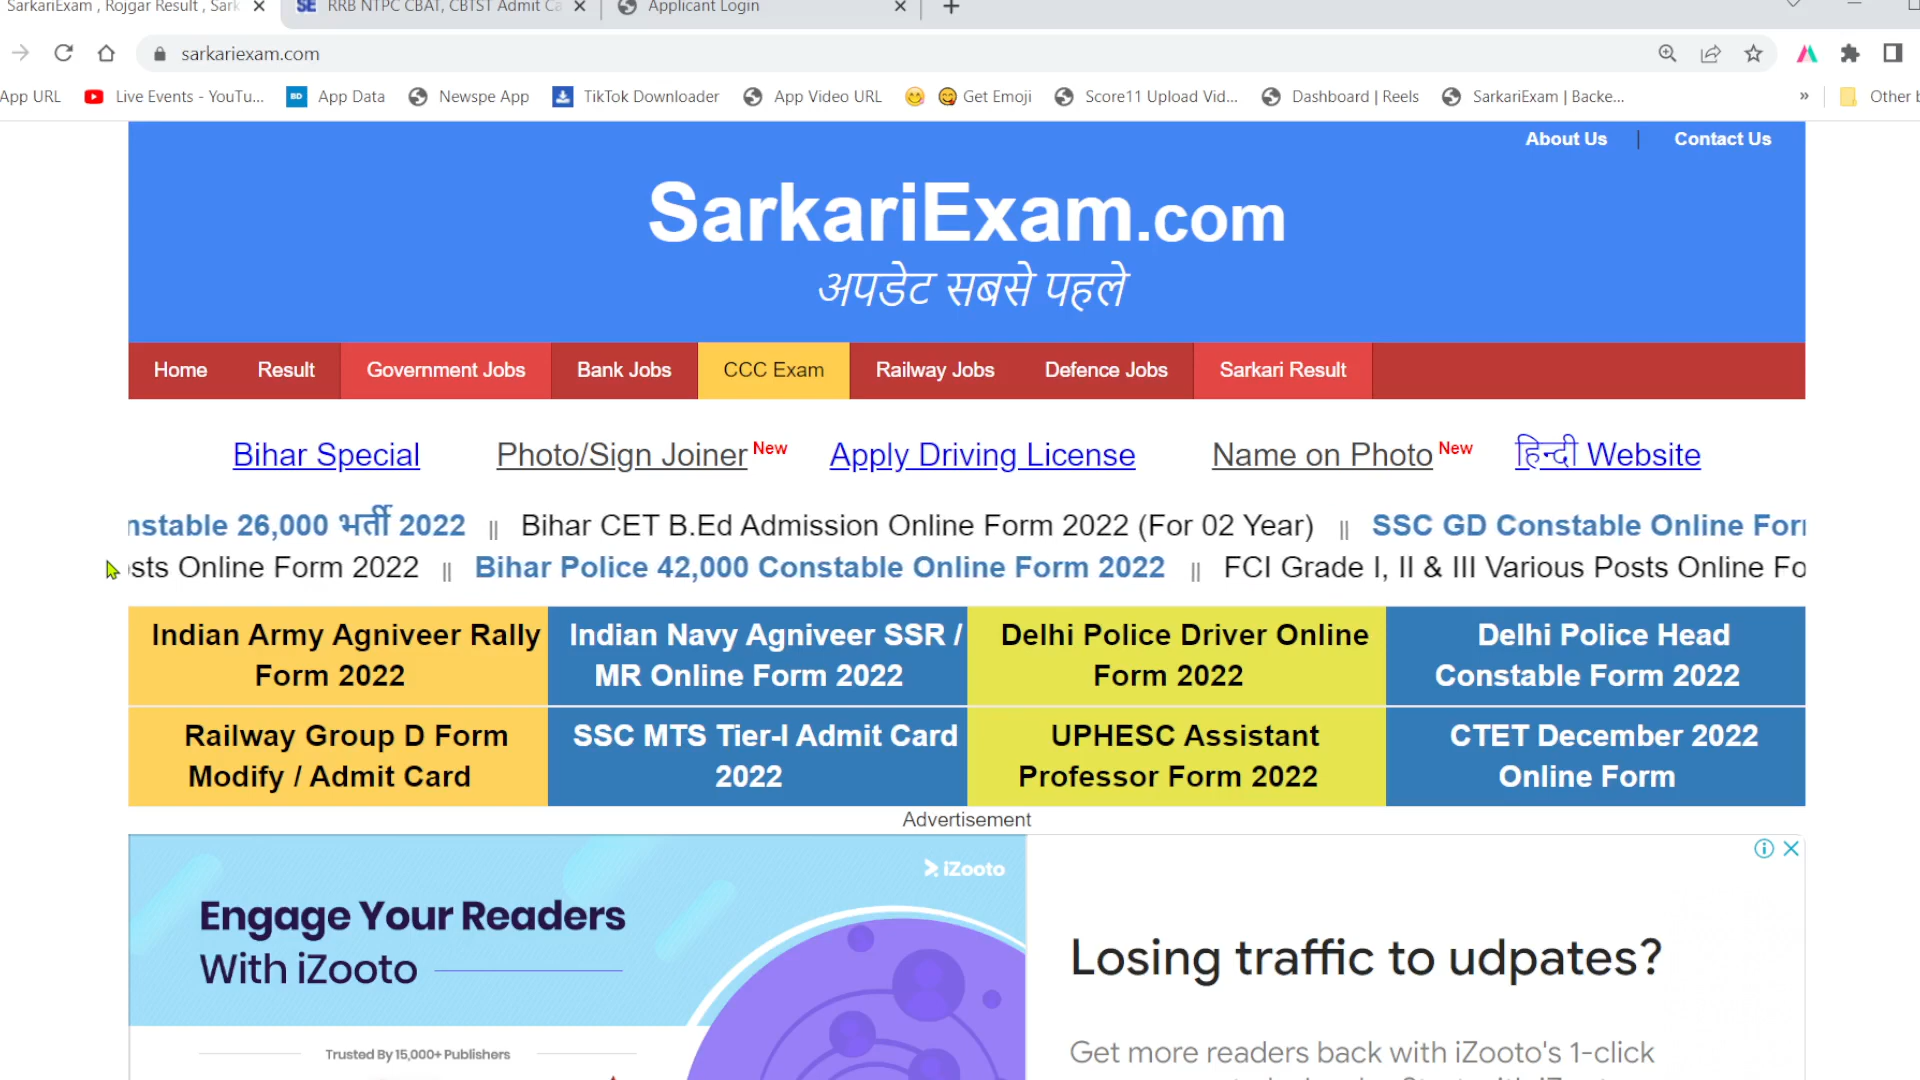 SarkariExam , Rojgar Result , Sark
RRB NTPC CBAT, CBTST Admit Ca
Applicant Login
sarkariexam.com
App URL
Live Events - YouTu...
App Data
Newspe App
TikTok Downloader
App Video URL
Get Emoji
Score11 Upload Vid...
Dashboard | Reels
SarkariExam | Backe...
»
Other b
About Us | Contact Us
SarkariExam.com
अपडेट सबसे पहले
Home Result Government Jobs Bank Jobs CCC Exam Railway Jobs Defence Jobs Sarkari Result
Bihar Special Photo/Sign Joiner New Apply Driving License Name on Photo New हिन्दी Website
nstable 26,000 भर्ती 2022 || Bihar CET B.Ed Admission Online Form 2022 (For 02 Year) || SSC GD Constable Online For
sts Online Form 2022 || Bihar Police 42,000 Constable Online Form 2022 || FCI Grade I, II & III Various Posts Online Fo
Indian Army Agniveer Rally
Form 2022
Indian Navy Agniveer SSR /
MR Online Form 2022
Delhi Police Driver Online
Form 2022
Delhi Police Head
Constable Form 2022
Railway Group D Form
Modify / Admit Card
SSC MTS Tier-I Admit Card
2022
UPHESC Assistant
Professor Form 2022
CTET December 2022
Online Form
Advertisement
iZooto
Engage Your Readers
With iZooto
Trusted By 15,000+ Publishers
Losing traffic to udpates?
Get more readers back with iZooto's 1-click